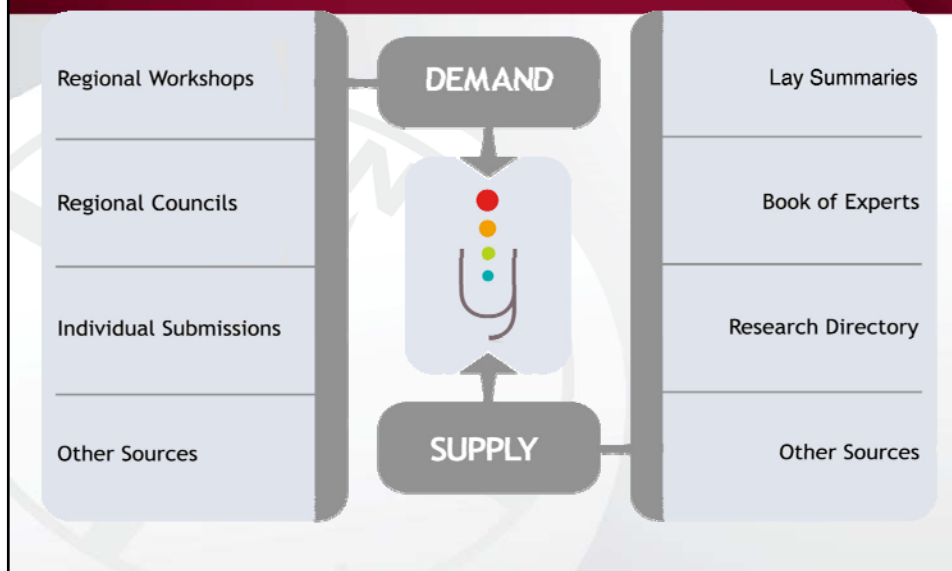 Regional Workshops
Regional Councils
Individual Submissions
Other Sources
DEMAND
y
SUPPLY
Lay Summaries
Book of Experts
Research Directory
Other Sources